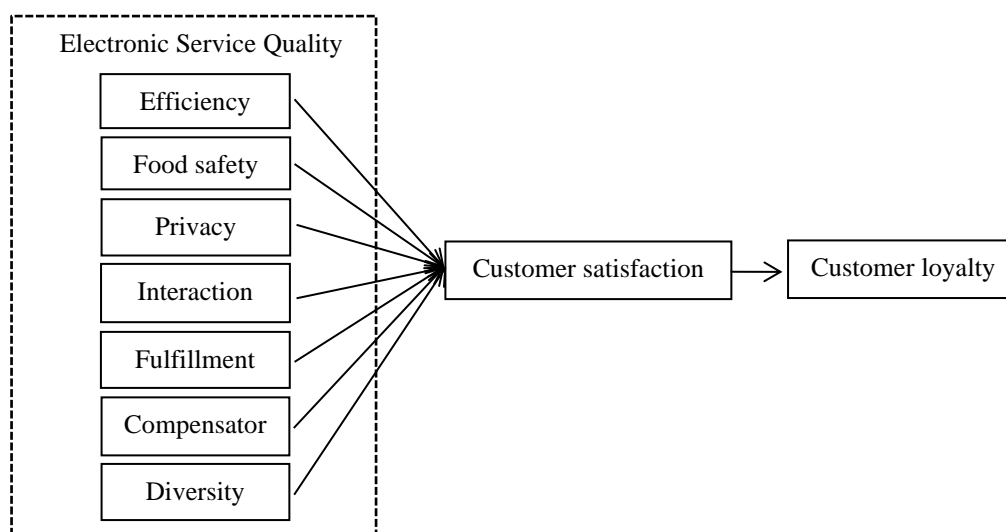 Electronic Service Quality
Efficiency
Food safety
Privacy
Interaction
Fulfillment
Compensator
Diversity
Customer satisfaction
Customer loyalty